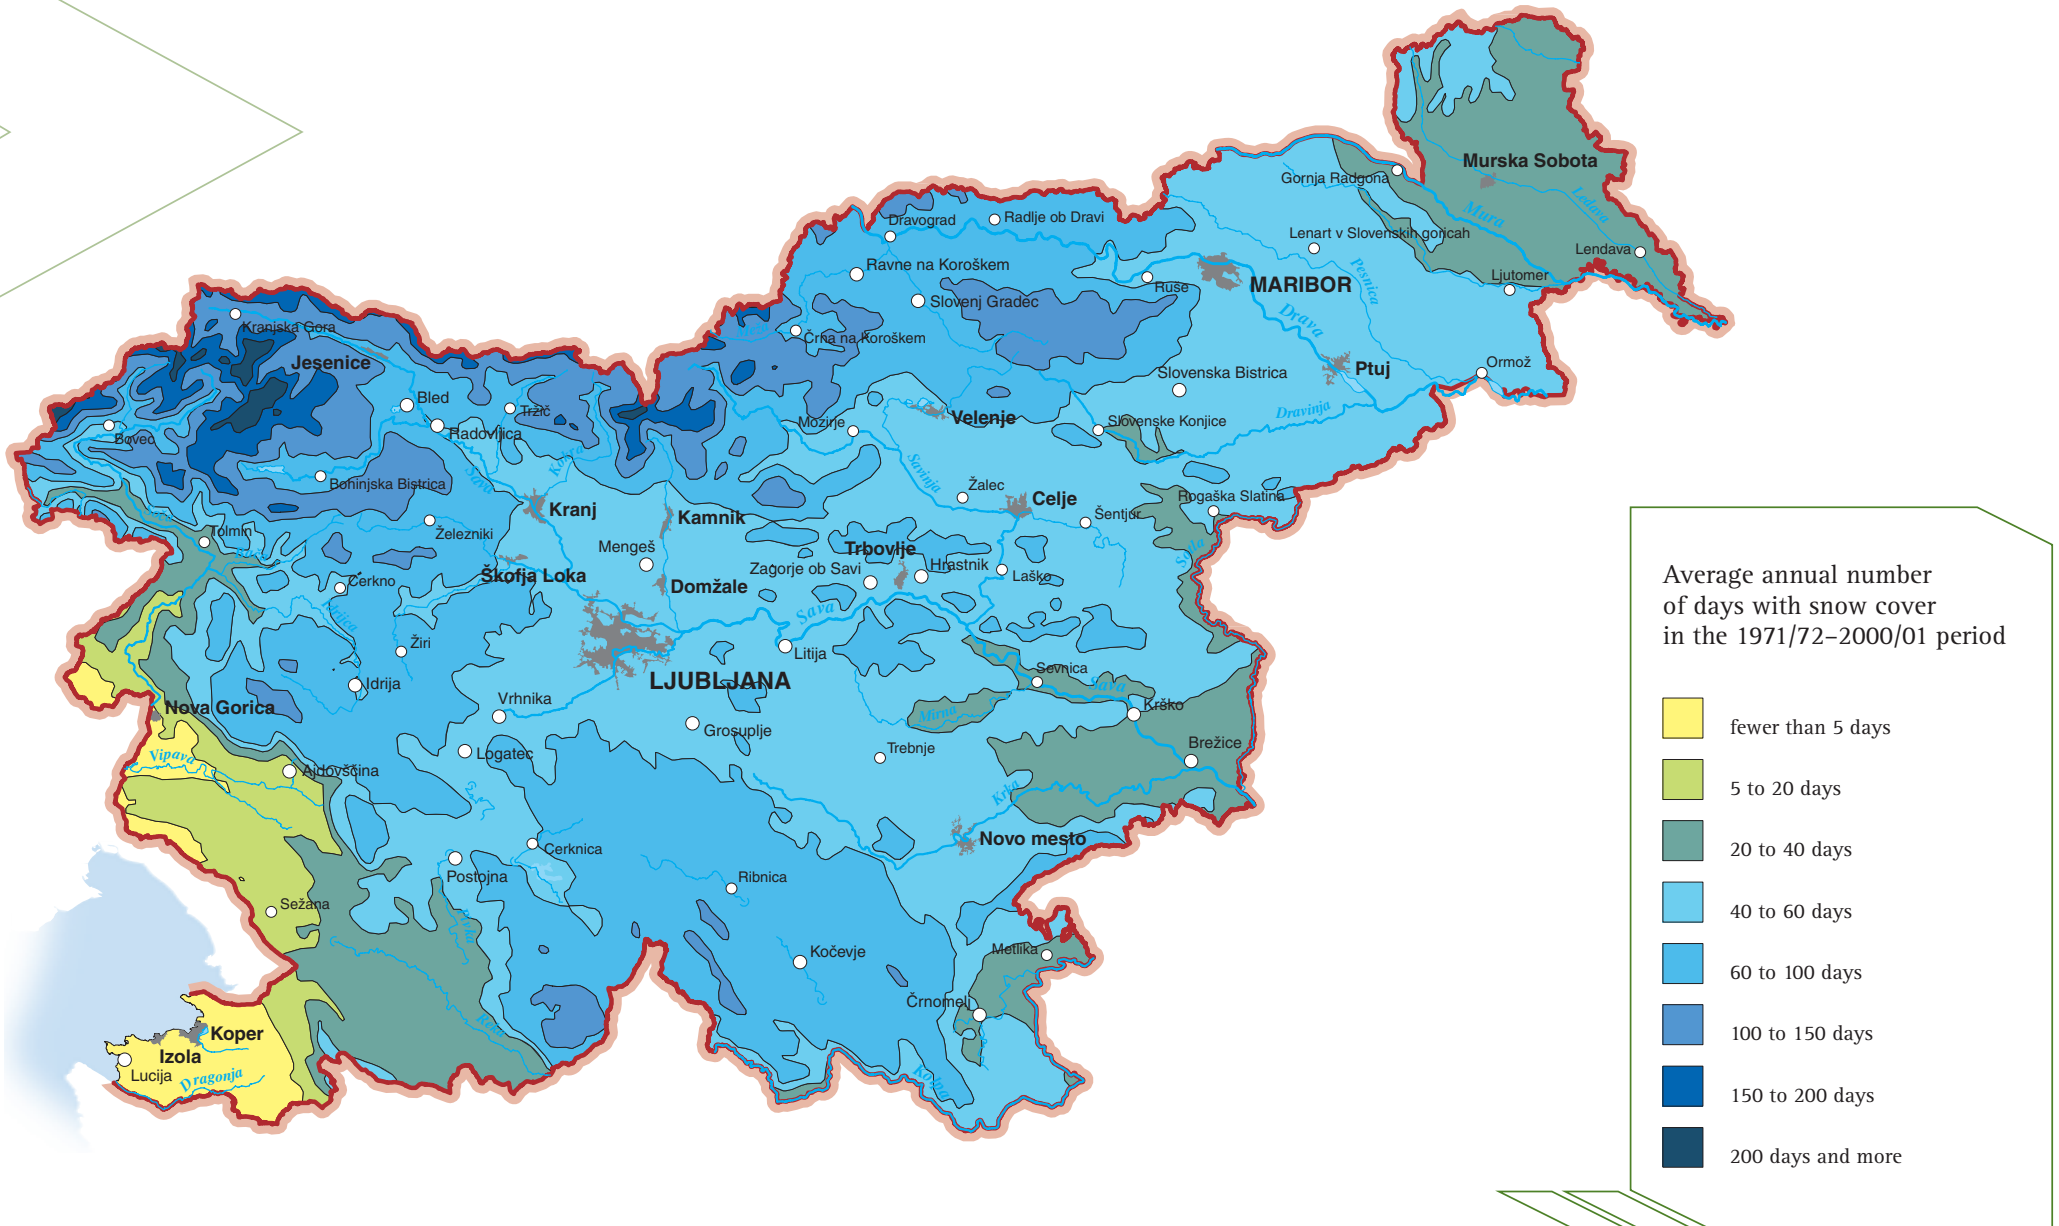 Murska Sobota
Gornja Radgona
Mura
Ledava
Dravograd
Radlje ob Dravi
Lenart v Slovenskih goricah
Lendava
Ravne na Koroškem
Pesnica
Ljutomer
Ruše
MARIBOR
Slovenj Gradec
Kranjska Gora
Meža
Črna na Koroškem
Drava
Jesenice
Ormož
Ptuj
Slovenska Bistrica
Bled
Tržič
Velenje
Dravinja
Mozirje
Slovenske Konjice
Bovec
Radovljica
Kokra
Savinja
Sava
Bohinjska Bistrica
Žalec
Celje
Rogaška Slatina
Kranj
Kamnik
Šentjur
Tolmin
Železniki
Mengeš
Trbovlje
Sotla
Zagorje ob Savi
Hrastnik
Laško
Škofja Loka
Cerkno
Domžale
Idrijca
Sava
Žiri
Litija
Sevnica
LJUBLJANA
Idrija
Sava
Vrhnika
Krško
Nova Gorica
Mirna
Grosuplje
Brežice
Trebnje
Logatec
Vipava
Ajdovščina
Krka
Novo mesto
Cerknica
Postojna
Ribnica
Sežana
Pivka
Kočevje
Metlika
Črnomelj
Reka
Koper
Izola
Lucija
Dragonja
Kolpa
Average annual number
of days with snow cover
in the 1971/72–2000/01 period
fewer than 5 days
5 to 20 days
20 to 40 days
40 to 60 days
60 to 100 days
100 to 150 days
150 to 200 days
200 days and more